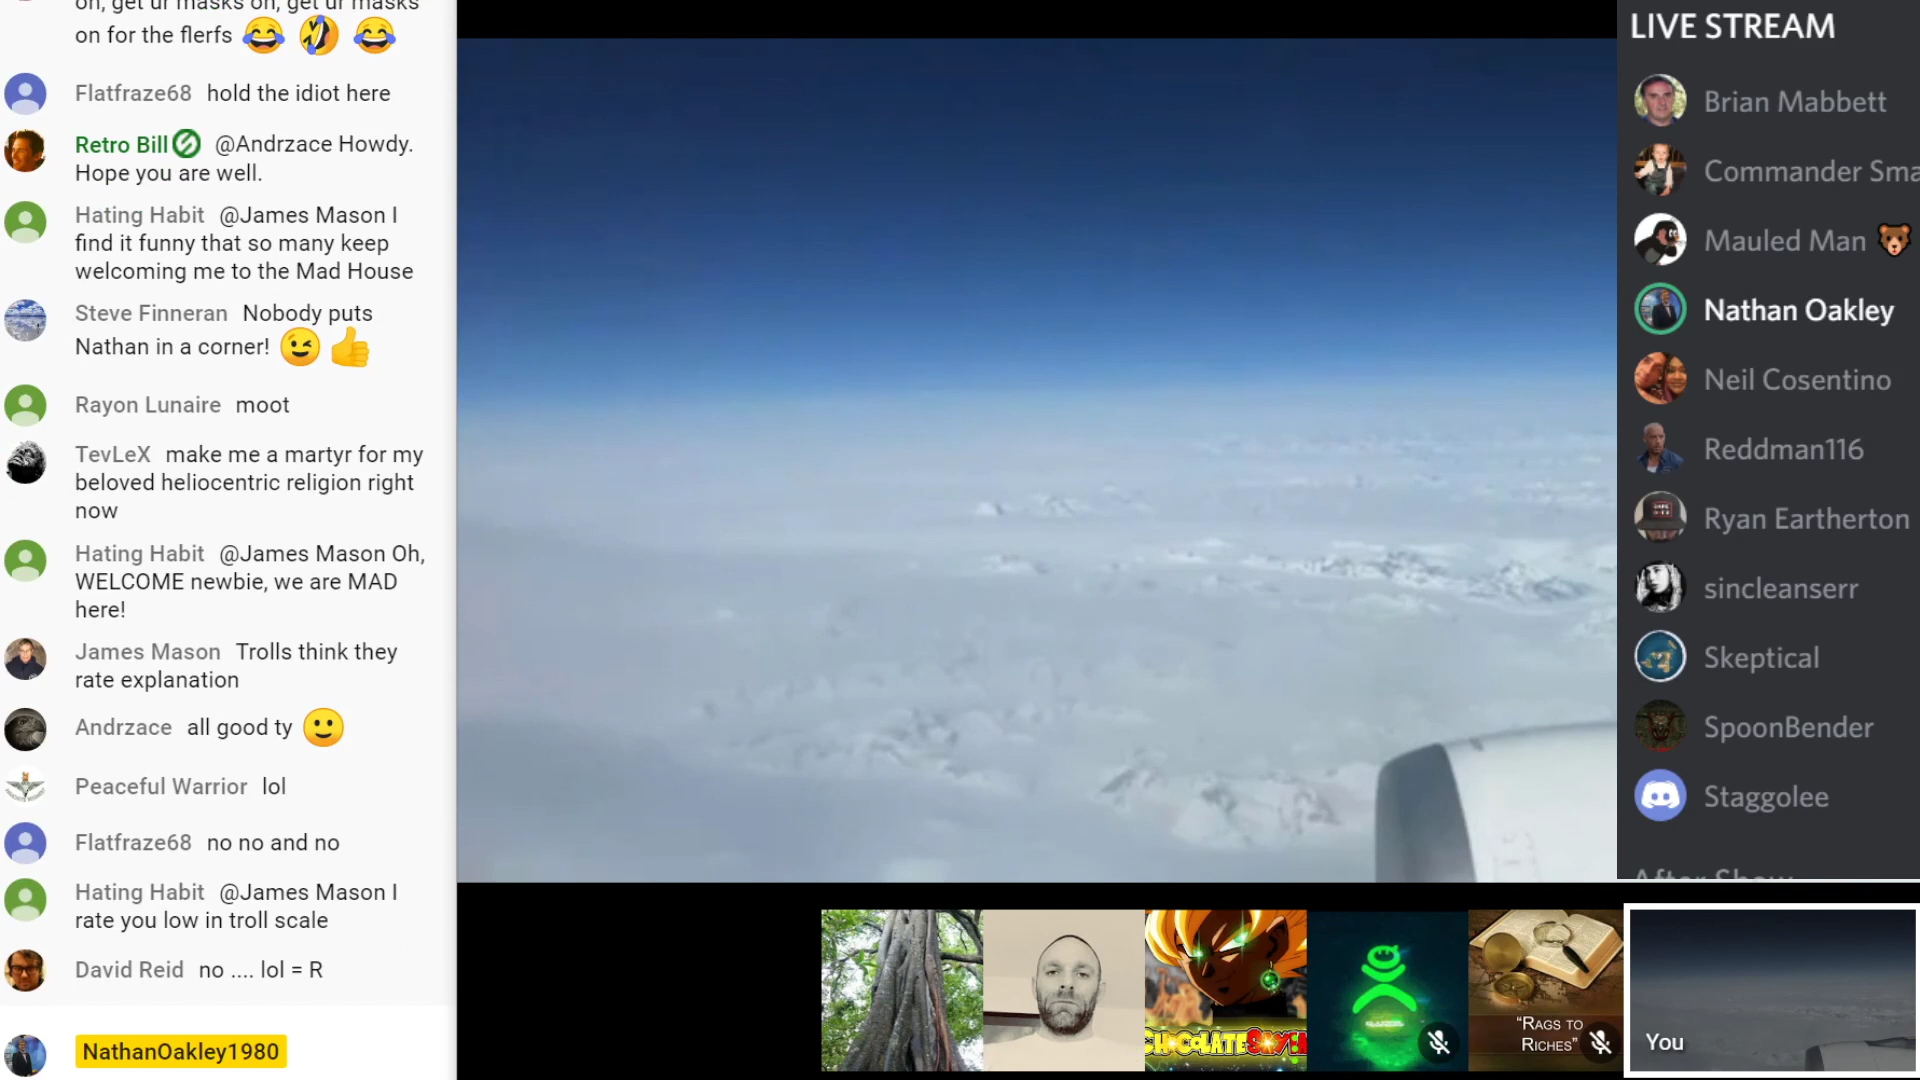 on, get ur masks on, get ur masks
on for the flerfs 😂 🤣 😂
Flatfraze68 hold the idiot here
Retro Bill @Andrzace Howdy.
Hope you are well.
Hating Habit @James Mason I
find it funny that so many keep
welcoming me to the Mad House
Steve Finneran Nobody puts
Nathan in a corner! 😉 👍
Rayon Lunaire moot
TevLeX make me a martyr for my
beloved heliocentric religion right
now
Hating Habit @James Mason Oh,
WELCOME newbie, we are MAD
here!
James Mason Trolls think they
rate explanation
Andrzace all good ty 🙂
Peaceful Warrior lol
Flatfraze68 no no and no
Hating Habit @James Mason I
rate you low in troll scale
David Reid no .... lol = R
NathanOakley1980
LIVE STREAM
Brian Mabbett
Commander Sma
Mauled Man 🐻
Nathan Oakley
Neil Cosentino
Reddman116
Ryan Eartherton
sincleanserr
Skeptical
SpoonBender
Staggolee
After Show
CHOCOLATE
"RAGS TO
RICHES"
You